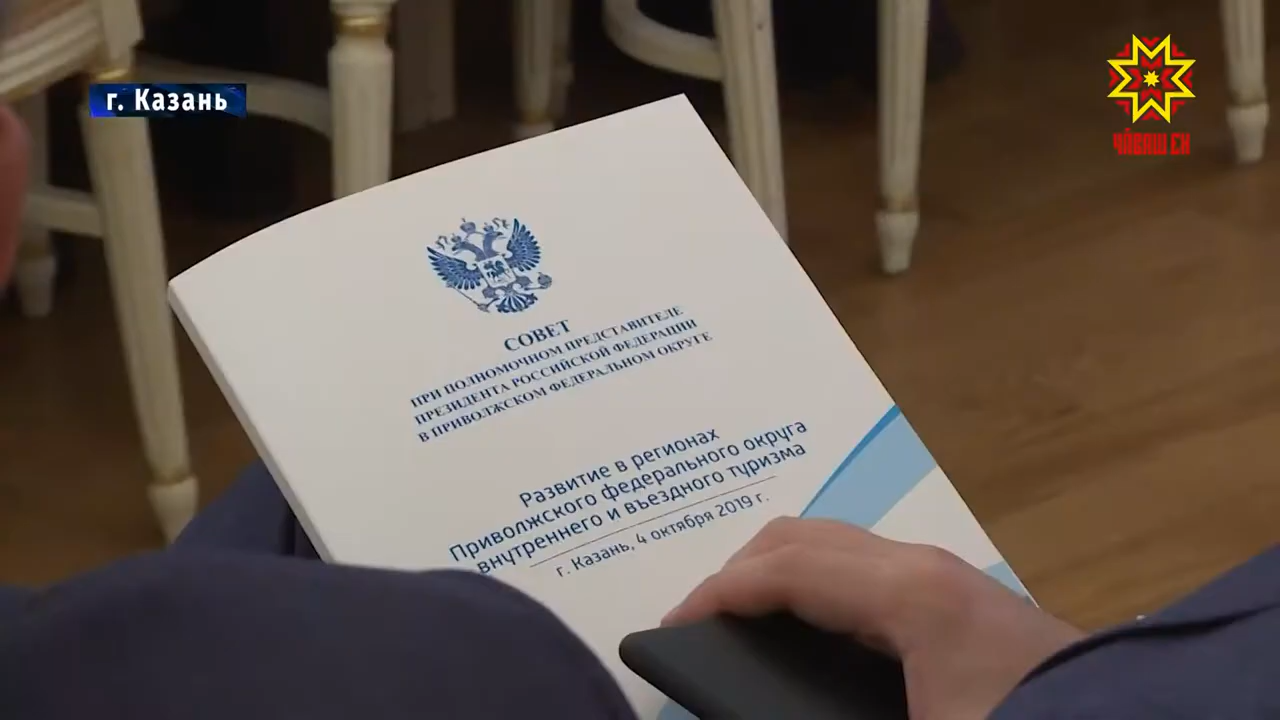 г. Казань
ЧӐВАШ ЕН
СОВЕТ
ПРИ ПОЛНОМОЧНОМ ПРЕДСТАВИТЕЛЕ
ПРЕЗИДЕНТА РОССИЙСКОЙ ФЕДЕРАЦИИ
В ПРИВОЛЖСКОМ ФЕДЕРАЛЬНОМ ОКРУГЕ
Развитие в регионах
Приволжского федерального округа
внутреннего и въездного туризма
г. Казань, 4 октября 2019 г.